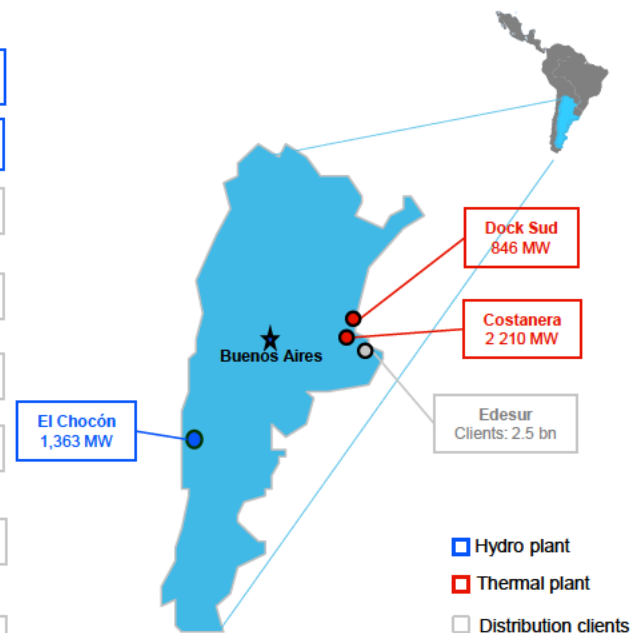 Dock Sud
846 MW
Costanera
2 210 MW
Buenos Aires
Edesur
Clients: 2.5 bn
El Chocón
1,363 MW
Hydro plant
Thermal plant
Distribution clients